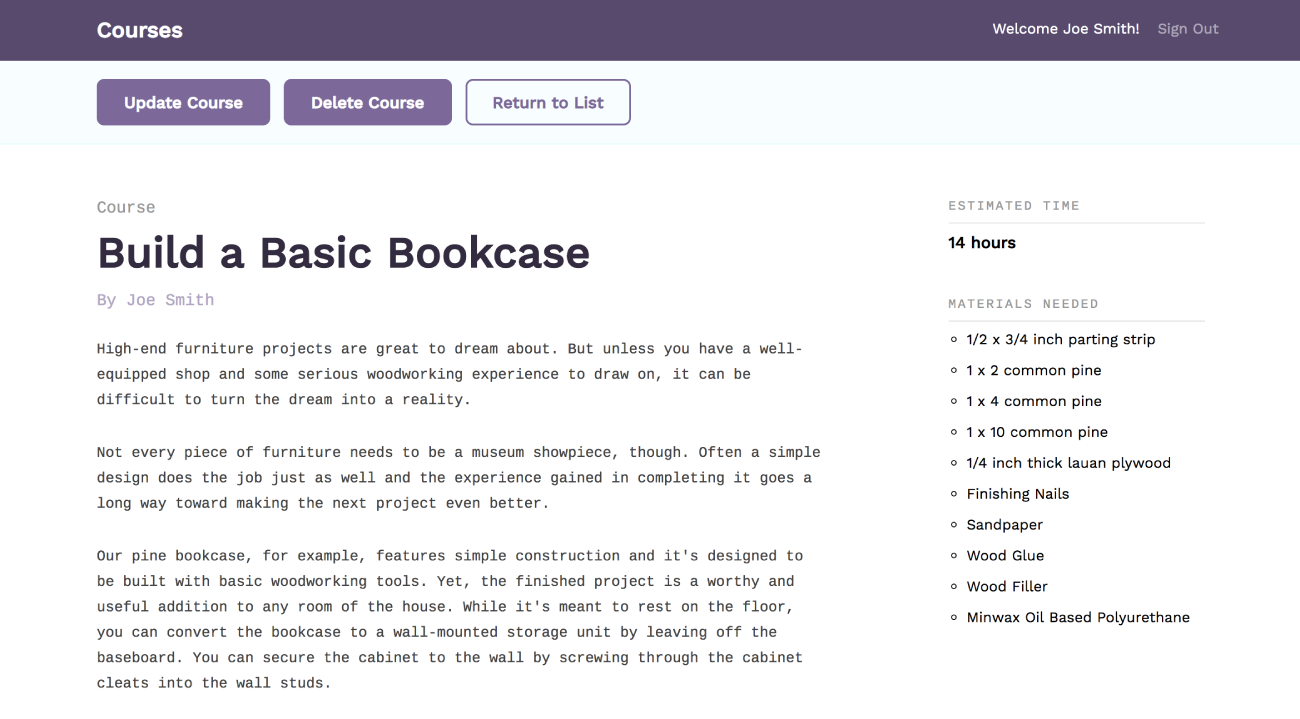 Courses
Welcome Joe Smith! Sign Out
Update Course Delete Course Return to List
Course
Build a Basic Bookcase
By Joe Smith
High-end furniture projects are great to dream about. But unless you have a well-
equipped shop and some serious woodworking experience to draw on, it can be
difficult to turn the dream into a reality.
Not every piece of furniture needs to be a museum showpiece, though. Often a simple
design does the job just as well and the experience gained in completing it goes a
long way toward making the next project even better.
Our pine bookcase, for example, features simple construction and it's designed to
be built with basic woodworking tools. Yet, the finished project is a worthy and
useful addition to any room of the house. While it's meant to rest on the floor,
you can convert the bookcase to a wall-mounted storage unit by leaving off the
baseboard. You can secure the cabinet to the wall by screwing through the cabinet
cleats into the wall studs.
ESTIMATED TIME
14 hours
MATERIALS NEEDED
1/2 x 3/4 inch parting strip
1 x 2 common pine
1 x 4 common pine
1 x 10 common pine
1/4 inch thick lauan plywood
Finishing Nails
Sandpaper
Wood Glue
Wood Filler
Minwax Oil Based Polyurethane